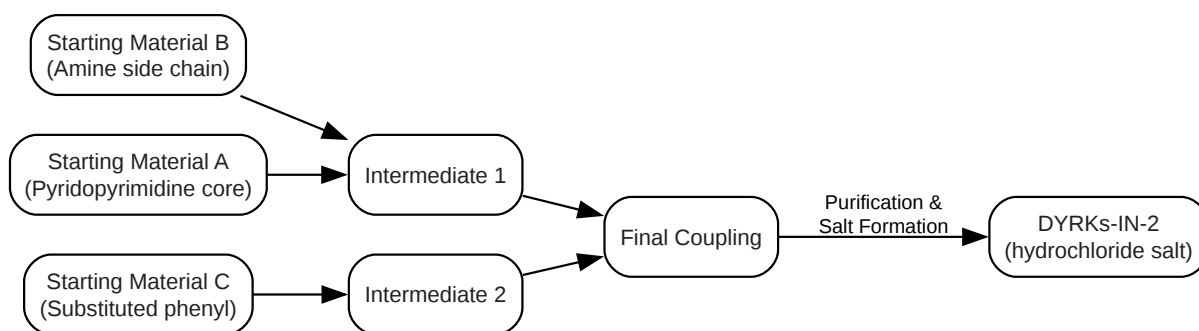 Starting Material B
(Amine side chain)
Starting Material A
(Pyridopyrimidine core)
Intermediate 1
Starting Material C
(Substituted phenyl)
Intermediate 2
Final Coupling
Purification &
Salt Formation
DYRKs-IN-2
(hydrochloride salt)